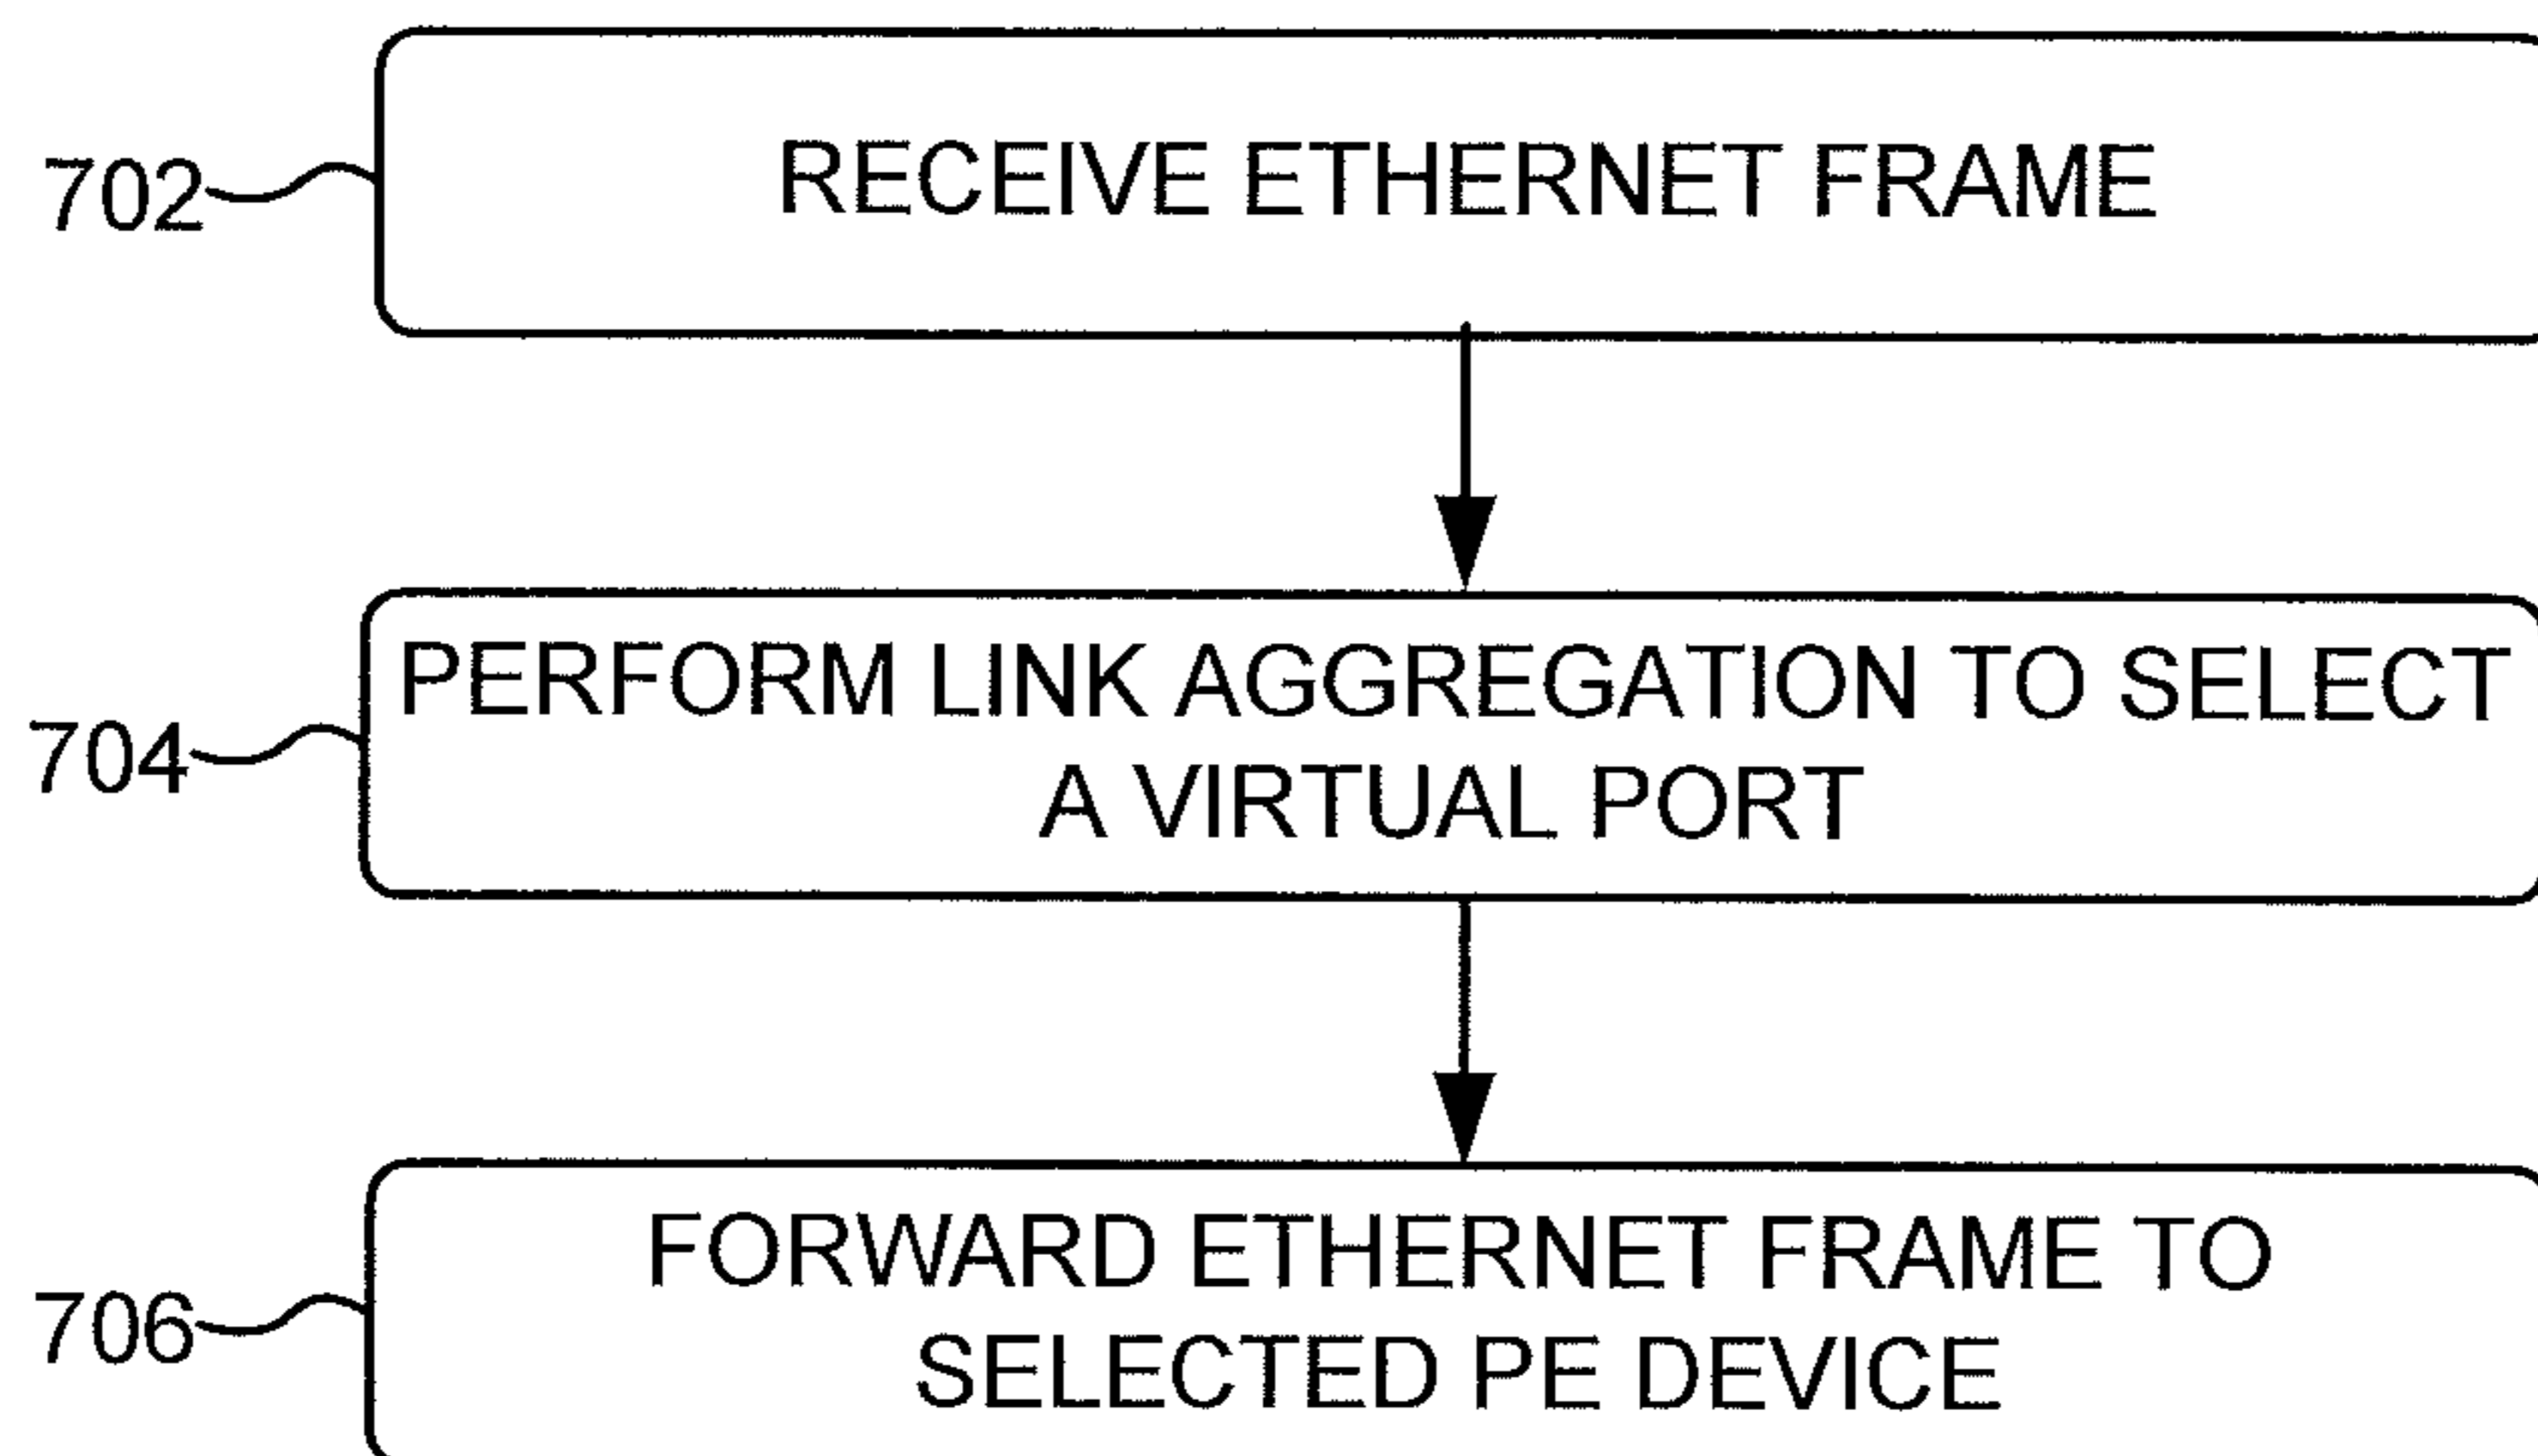 702
RECEIVE ETHERNET FRAME
704
PERFORM LINK AGGREGATION TO SELECT
A VIRTUAL PORT
706
FORWARD ETHERNET FRAME TO
SELECTED PE DEVICE